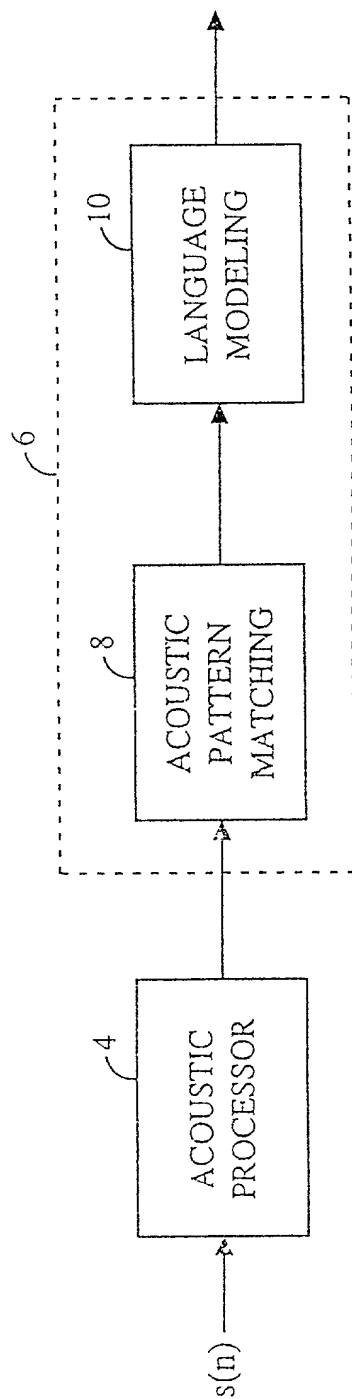 s(n)
4
ACOUSTIC
PROCESSOR
6
8
ACOUSTIC
PATTERN
MATCHING
10
LANGUAGE
MODELING